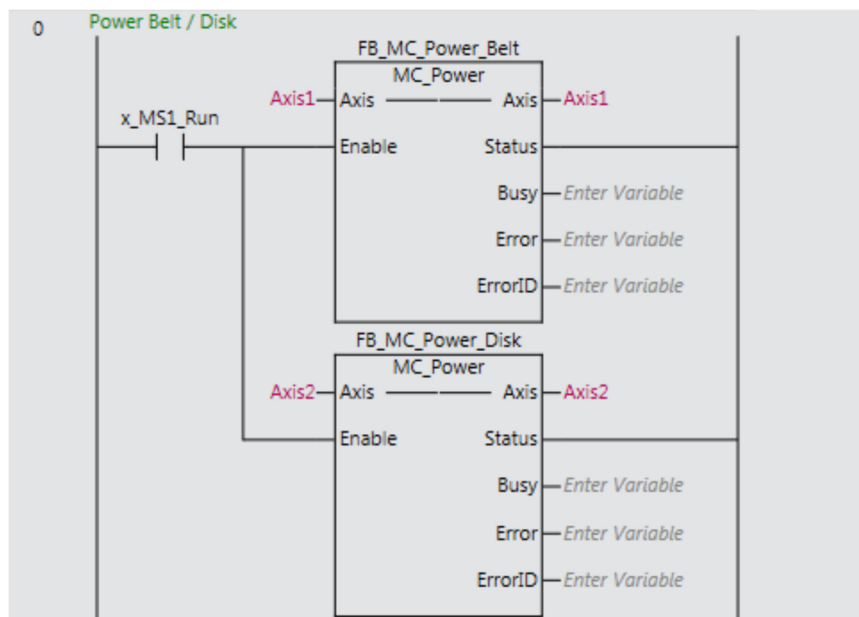 0 Power Belt / Disk
FB_MC_Power_Belt
MC_Power
Axis1 Axis Axis Axis1
x_MS1_Run
Enable Status
Busy Enter Variable
Error Enter Variable
ErrorID Enter Variable
FB_MC_Power_Disk
MC_Power
Axis2 Axis Axis Axis2
Enable Status
Busy Enter Variable
Error Enter Variable
ErrorID Enter Variable